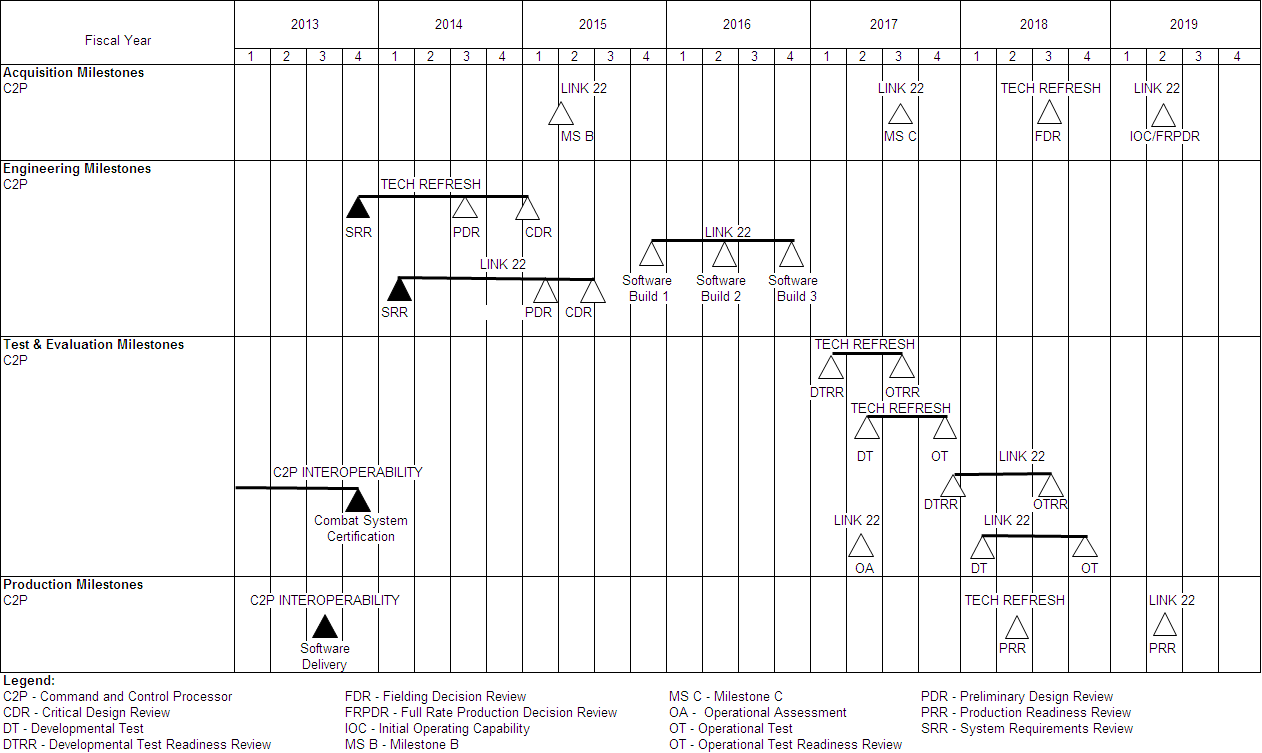 Fiscal Year
2013 2014 2015 2016 2017 2018 2019
1 2 3 4 1 2 3 4 1 2 3 4 1 2 3 4 1 2 3 4 1 2 3 4 1 2 3 4
Acquisition Milestones
C2P
LINK 22 LINK 22 TECH REFRESH LINK 22
MS B MS C FDR IOC/FRPDR
Engineering Milestones
C2P
TECH REFRESH
SRR PDR CDR
LINK 22
Software Build 1 Software Build 2 Software Build 3
LINK 22
SRR PDR CDR
Test & Evaluation Milestones
C2P
TECH REFRESH
DTRR OTRR
TECH REFRESH
DT OT
LINK 22
DTRR OTRR
C2P INTEROPERABILITY
Combat System
Certification
LINK 22
OA
LINK 22
DT OT
Production Milestones
C2P
C2P INTEROPERABILITY TECH REFRESH LINK 22
Software
Delivery
PRR PRR
Legend:
C2P - Command and Control Processor FDR - Fielding Decision Review MS C - Milestone C PDR - Preliminary Design Review
CDR - Critical Design Review FRPDR - Full Rate Production Decision Review OA - Operational Assessment PRR - Production Readiness Review
DT - Developmental Test IOC - Initial Operating Capability OT - Operational Test SRR - System Requirements Review
DTRR - Developmental Test Readiness Review MS B - Milestone B OT - Operational Test Readiness Review